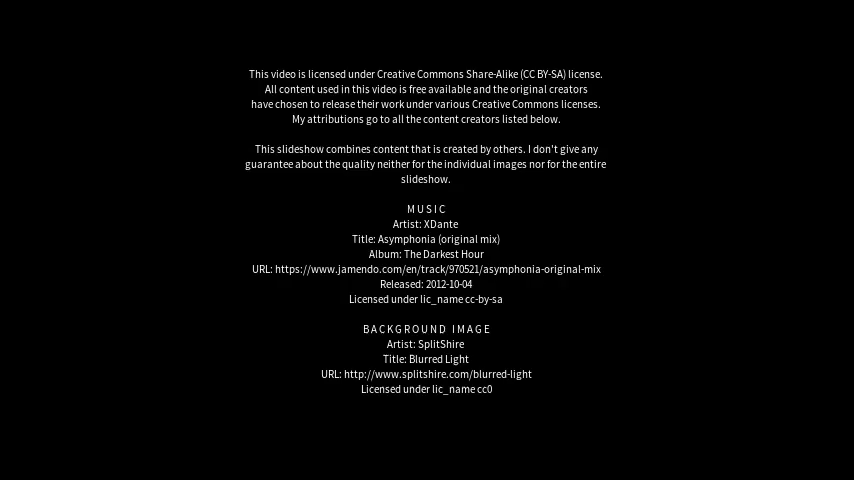 This video is licensed under Creative Commons Share-Alike (CC BY-SA) license.
All content used in this video is free available and the original creators
have chosen to release their work under various Creative Commons licenses.
My attributions go to all the content creators listed below.
This slideshow combines content that is created by others. I don't give any
guarantee about the quality neither for the individual images nor for the entire
slideshow.
MUSIC
Artist: XDante
Title: Asymphonia (original mix)
Album: The Darkest Hour
URL: https://www.jamendo.com/en/track/970521/asymphonia-original-mix
Released: 2012-10-04
Licensed under lic_name cc-by-sa
BACKGROUND IMAGE
Artist: SplitShire
Title: Blurred Light
URL: http://www.splitshire.com/blurred-light
Licensed under lic_name cc0